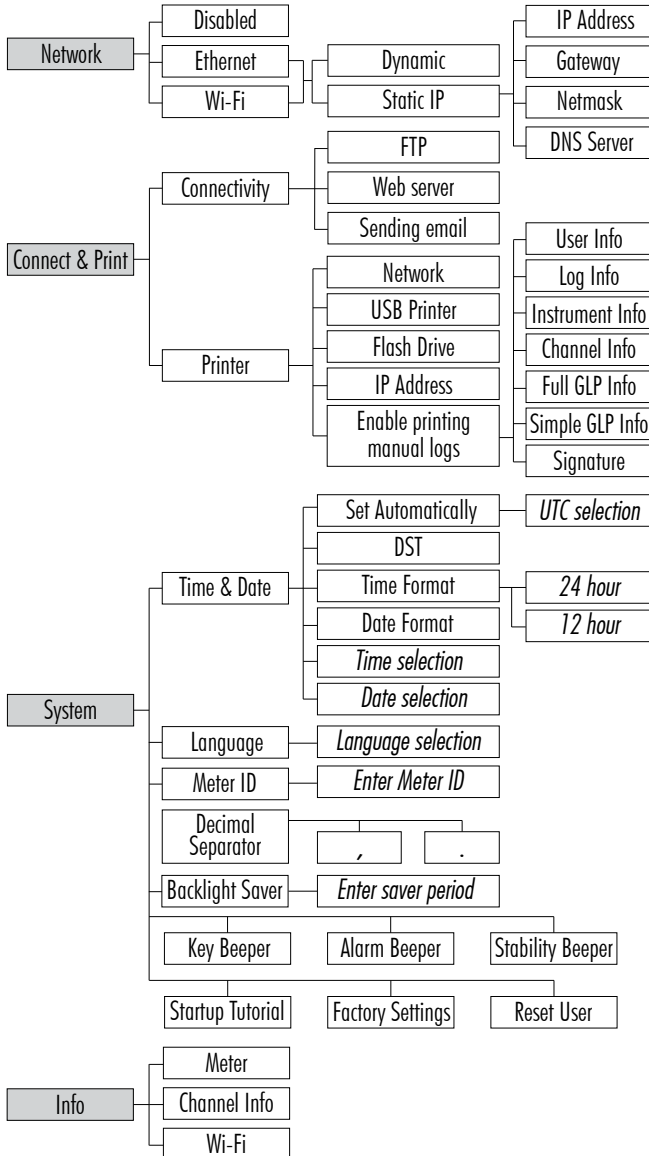 Network
Disabled
Ethernet
Wi-Fi
Dynamic
Static IP
IP Address
Gateway
Netmask
DNS Server
Connect & Print
Connectivity
FTP
Web server
Sending email
Printer
Network
USB Printer
Flash Drive
IP Address
Enable printing
manual logs
User Info
Log Info
Instrument Info
Channel Info
Full GLP Info
Simple GLP Info
Signature
System
Time & Date
Set Automatically
UTC selection
DST
Time Format
24 hour
12 hour
Date Format
Time selection
Date selection
Language
Language selection
Meter ID
Enter Meter ID
Decimal
Separator
,
.
Backlight Saver
Enter saver period
Key Beeper
Alarm Beeper
Stability Beeper
Startup Tutorial
Factory Settings
Reset User
Info
Meter
Channel Info
Wi-Fi